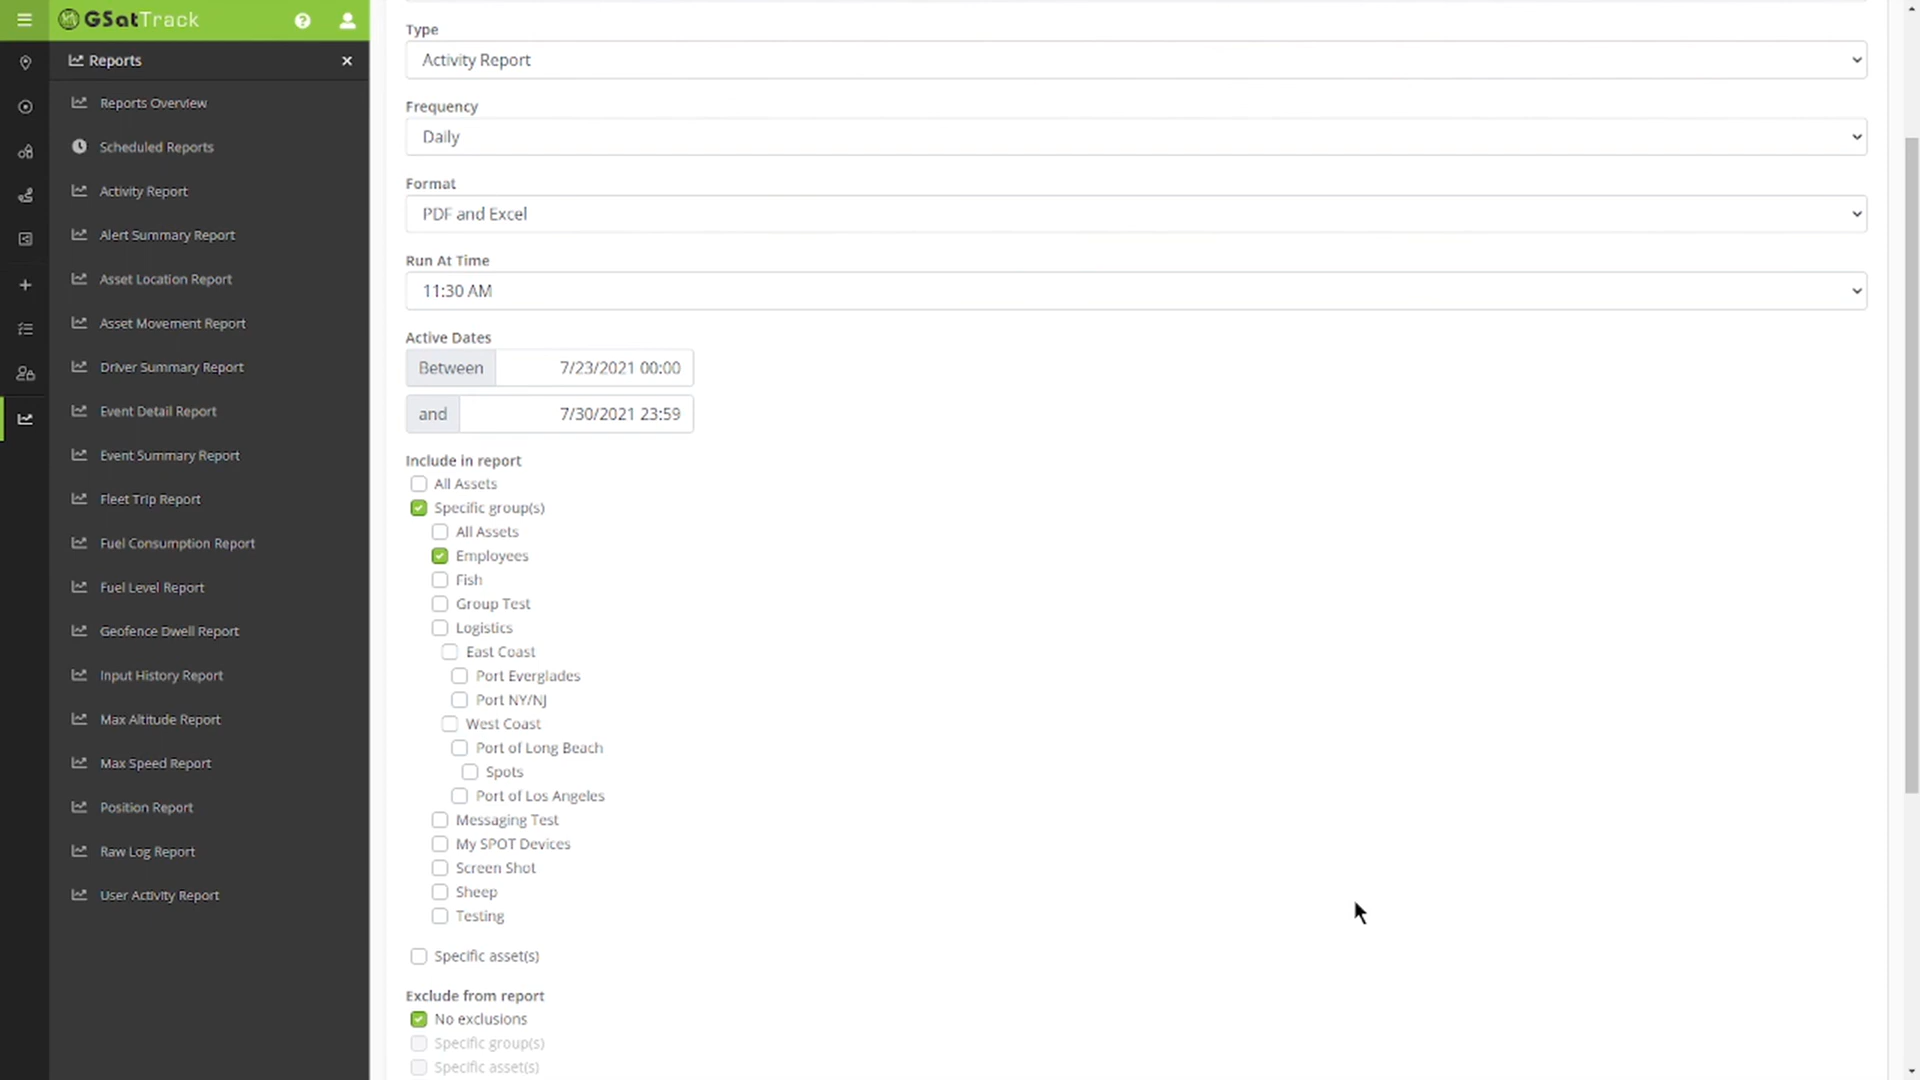 GSatTrack
Reports
Reports Overview
Scheduled Reports
Activity Report
Alert Summary Report
Asset Location Report
Asset Movement Report
Driver Summary Report
Event Detail Report
Event Summary Report
Fleet Trip Report
Fuel Consumption Report
Fuel Level Report
Geofence Dwell Report
Input History Report
Max Altitude Report
Max Speed Report
Position Report
Raw Log Report
User Activity Report
Type
Activity Report
Frequency
Daily
Format
PDF and Excel
Run At Time
11:30 AM
Active Dates
Between 7/23/2021 00:00
and 7/30/2021 23:59
Include in report
All Assets
Specific group(s)
All Assets
Employees
Fish
Group Test
Logistics
East Coast
Port Everglades
Port NY/NJ
West Coast
Port of Long Beach
Spots
Port of Los Angeles
Messaging Test
My SPOT Devices
Screen Shot
Sheep
Testing
Specific asset(s)
Exclude from report
No exclusions
Specific group(s)
Specific asset(s)